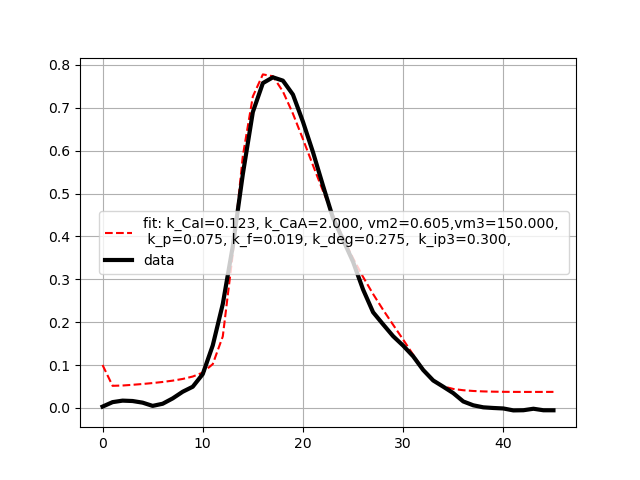 0.8
0.7
0.6
0.5
0.4
0.3
0.2
0.1
0.0
fit: k_CaI=0.123, k_CaA=2.000, vm2=0.605,vm3=150.000,
k_p=0.075, k_f=0.019, k_deg=0.275,  k_ip3=0.300,
data
0 10 20 30 40